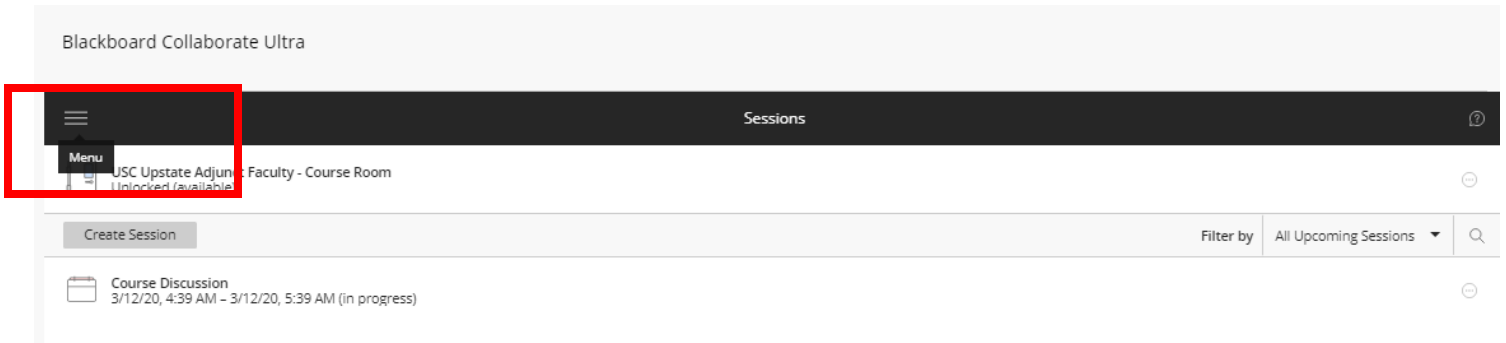 Blackboard Collaborate Ultra
Sessions
Menu
USC Upstate Adjunct Faculty - Course Room
Unlocked (available)
Create Session
Filter by
All Upcoming Sessions
Course Discussion
3/12/20, 4:39 AM – 3/12/20, 5:39 AM (in progress)